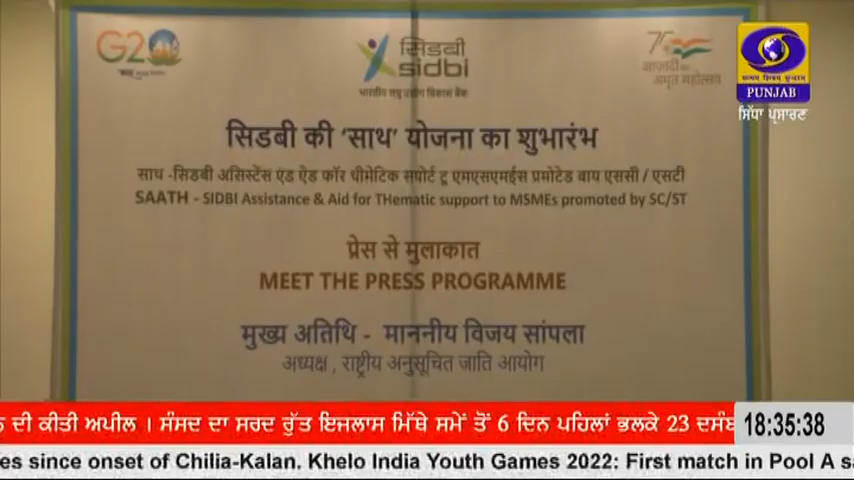 G20
सिडबी
sidbi
भारतीय लघु उद्योग विकास बैंक
75
आज़ादी का
अमृत महोत्सव
PUNJAB
ਸਿੱਧਾ ਪ੍ਰਸਾਰਣ
सिडबी की ‘साथ’ योजना का शुभारंभ
साथ -सिडबी असिस्टेंस एंड ऐड फॉर थीमेटिक सपोर्ट टू एमएसएमईस प्रमोटेड बाय एससी / एसटी
SAATH - SIDBI Assistance & Aid for THematic support to MSMEs promoted by SC/ST
प्रेस से मुलाकात
MEET THE PRESS PROGRAMME
मुख्य अतिथि - माननीय विजय सांपला
अध्यक्ष , राष्ट्रीय अनुसूचित जाति आयोग
ਦੀ ਕੀਤੀ ਅਪੀਲ । ਸੰਸਦ ਦਾ ਸਰਦ ਰੁੱਤ ਇਜਲਾਸ ਮਿੱਥੇ ਸਮੇਂ ਤੋਂ 6 ਦਿਨ ਪਹਿਲਾਂ ਭਲਕੇ 23 ਦਸੰਬ
18:35:38
es since onset of Chilia-Kalan. Khelo India Youth Games 2022: First match in Pool A s